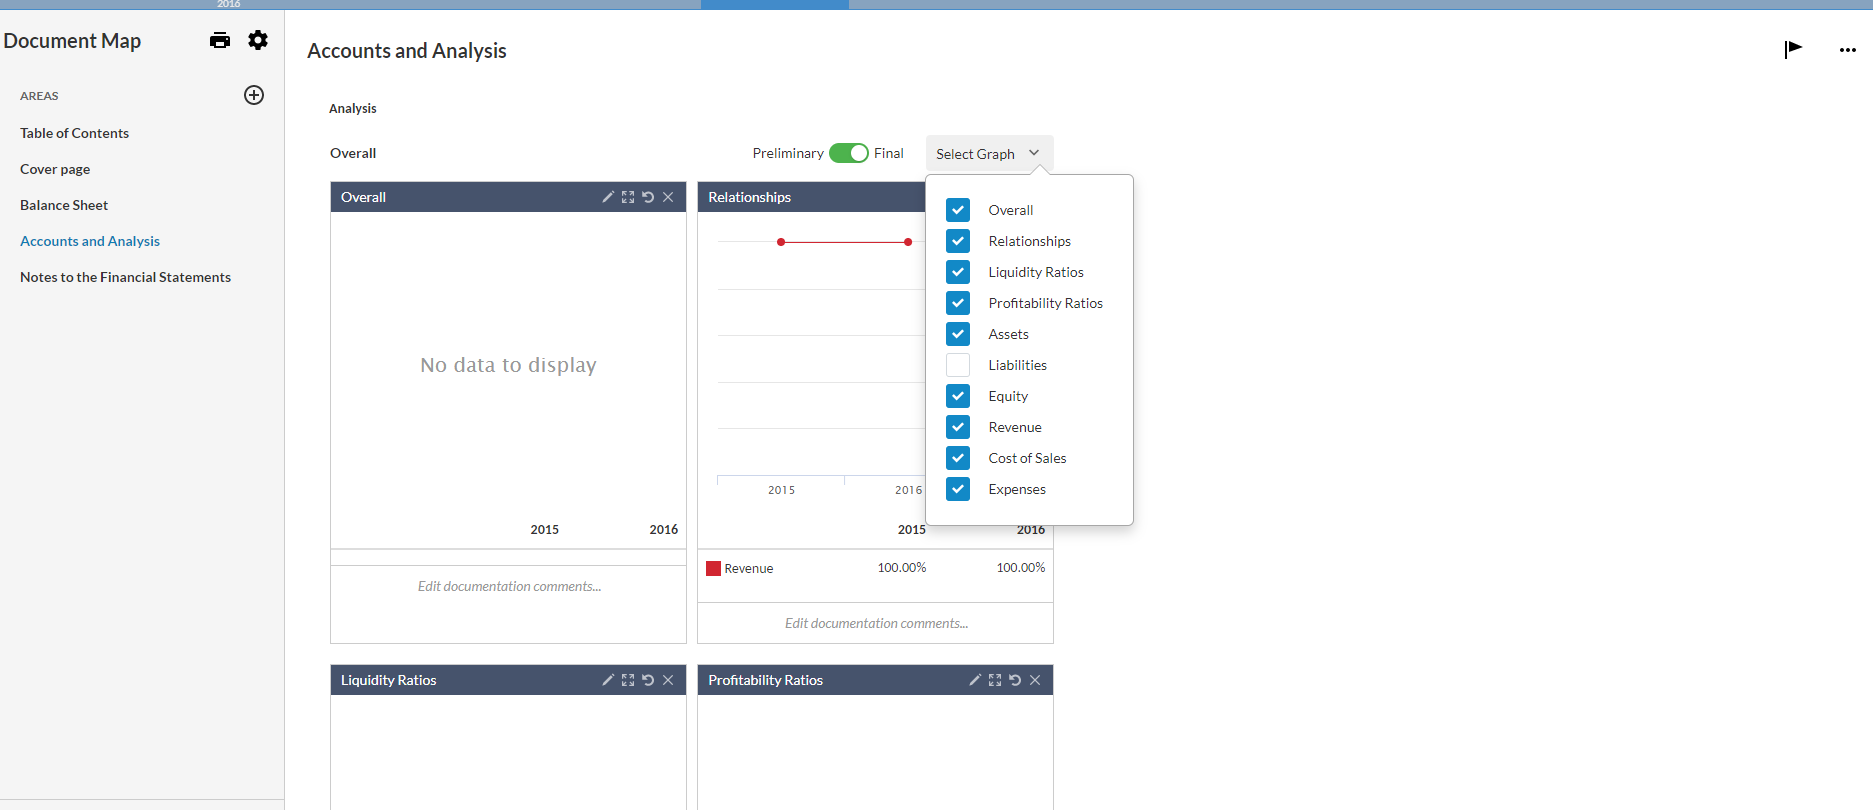 2016
Document Map
AREAS
Table of Contents
Cover page
Balance Sheet
Accounts and Analysis
Notes to the Financial Statements
Accounts and Analysis
Analysis
Overall
Preliminary Final
Select Graph
Overall
Relationships
Liquidity Ratios
Profitability Ratios
Assets
Liabilities
Equity
Revenue
Cost of Sales
Expenses
Overall
No data to display
2015 2016
Edit documentation comments...
Relationships
2015 2016
2015 2016
Revenue 100.00% 100.00%
Edit documentation comments...
Liquidity Ratios
Profitability Ratios